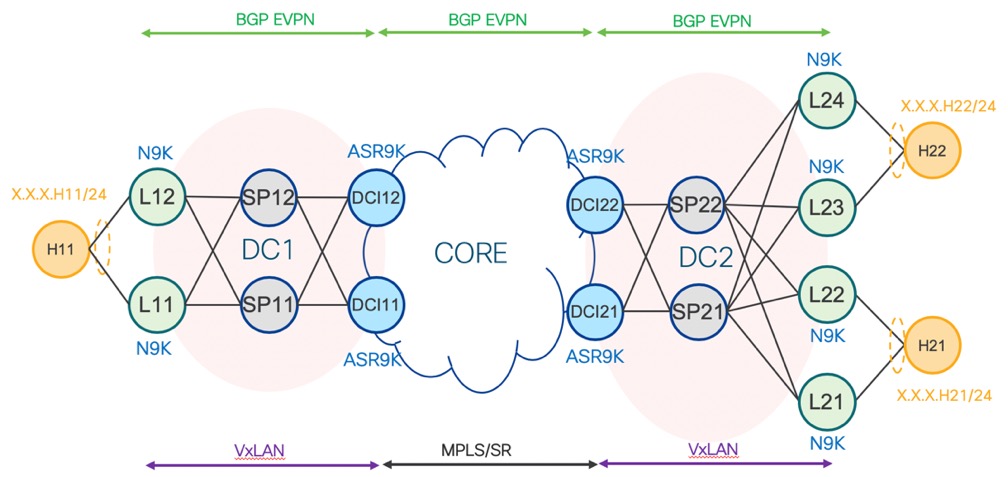 BGP EVPN
BGP EVPN
BGP EVPN
N9K
L24
X.X.X.H22/24
H22
N9K
ASR9K
ASR9K
N9K
X.X.X.H11/24
L12
SP12
DCI12
DCI22
SP22
L23
H11
DC1
CORE
DC2
L11
SP11
DCI11
DCI21
SP21
L22
N9K
H21
N9K
ASR9K
ASR9K
X.X.X.H21/24
L21
N9K
VxLAN
MPLS/SR
VxLAN